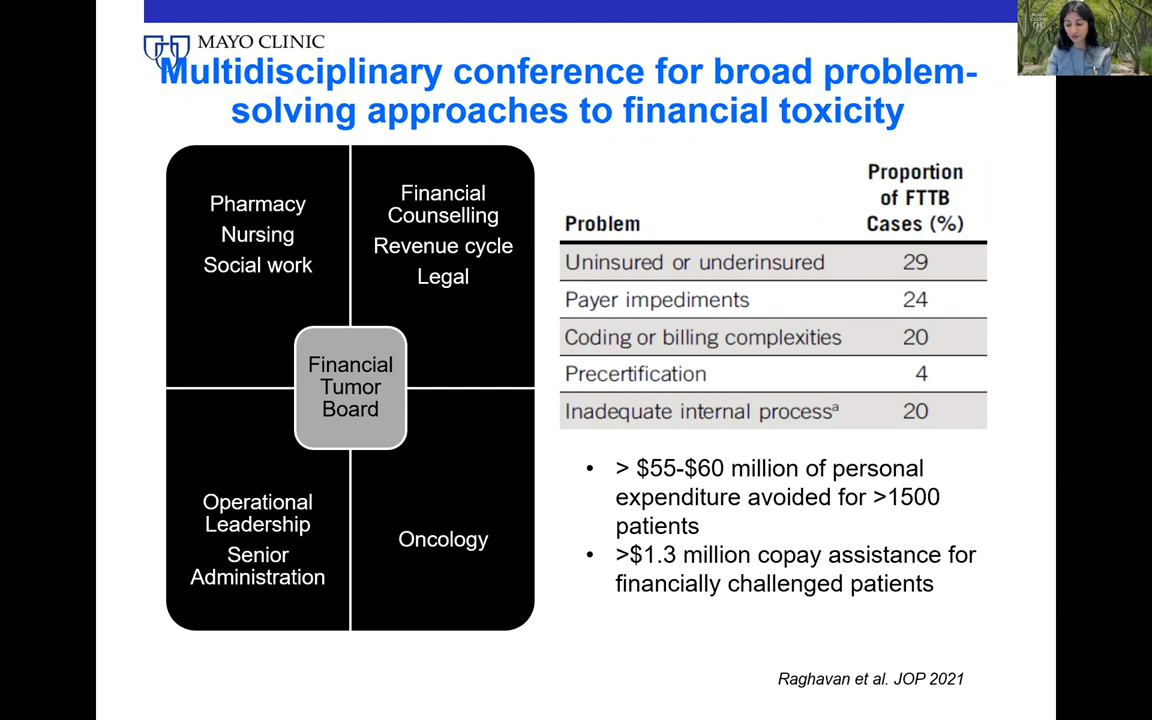 MAYO CLINIC
Multidisciplinary conference for broad problem-
solving approaches to financial toxicity
Pharmacy
Nursing
Social work
Financial
Counselling
Revenue cycle
Legal
Financial
Tumor
Board
Operational
Leadership
Senior
Administration
Oncology
Proportion
of FTTB
Problem Cases (%)
Uninsured or underinsured 29
Payer impediments 24
Coding or billing complexities 20
Precertification 4
Inadequate internal processᵃ 20
• > $55-$60 million of personal
expenditure avoided for >1500
patients
• >$1.3 million copay assistance for
financially challenged patients
Raghavan et al. JOP 2021